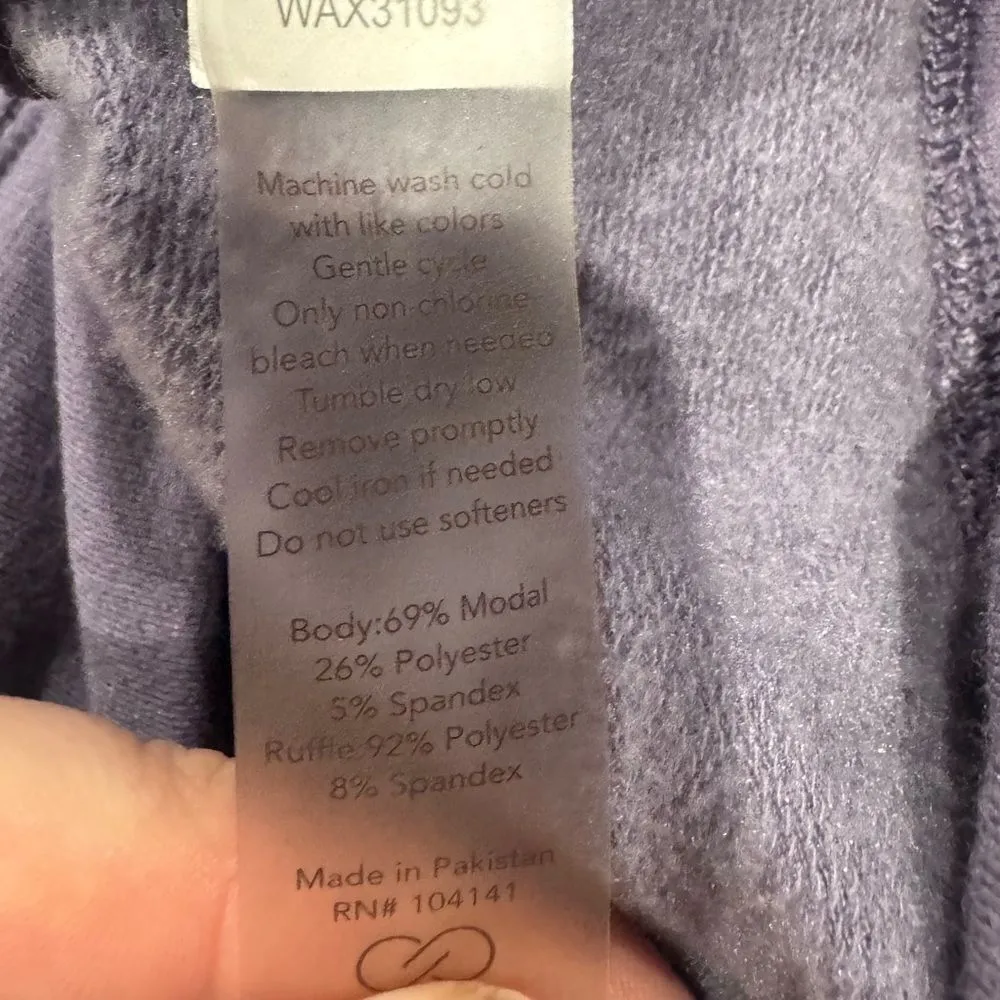 WAX31093
Machine wash cold
with like colors
Gentle cycle
Only non-chlorine
bleach when needed
Tumble dry low
Remove promptly
Cool iron if needed
Do not use softeners
Body:69% Modal
26% Polyester
5% Spandex
Ruffle:92% Polyester
8% Spandex
Made in Pakistan
RN# 104141